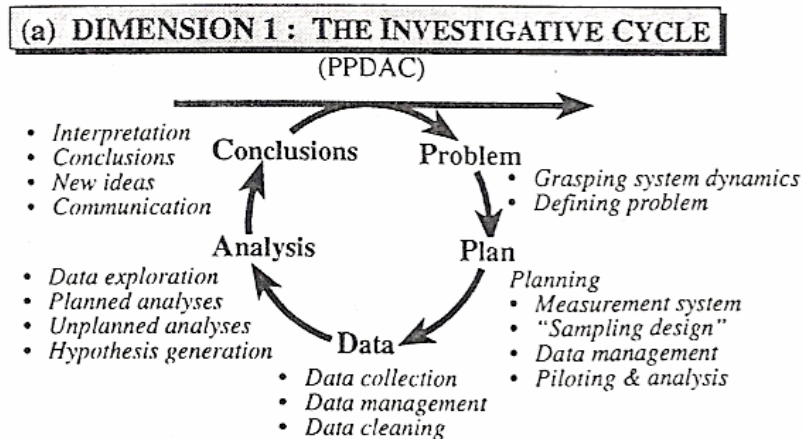 (a) DIMENSION 1 : THE INVESTIGATIVE CYCLE
(PPDAC)
• Interpretation
• Conclusions
• New ideas
• Communication
Conclusions
Problem
• Grasping system dynamics
• Defining problem
Analysis
Plan
• Data exploration
• Planned analyses
• Unplanned analyses
• Hypothesis generation
Planning
• Measurement system
• “Sampling design”
• Data management
• Piloting & analysis
Data
• Data collection
• Data management
• Data cleaning